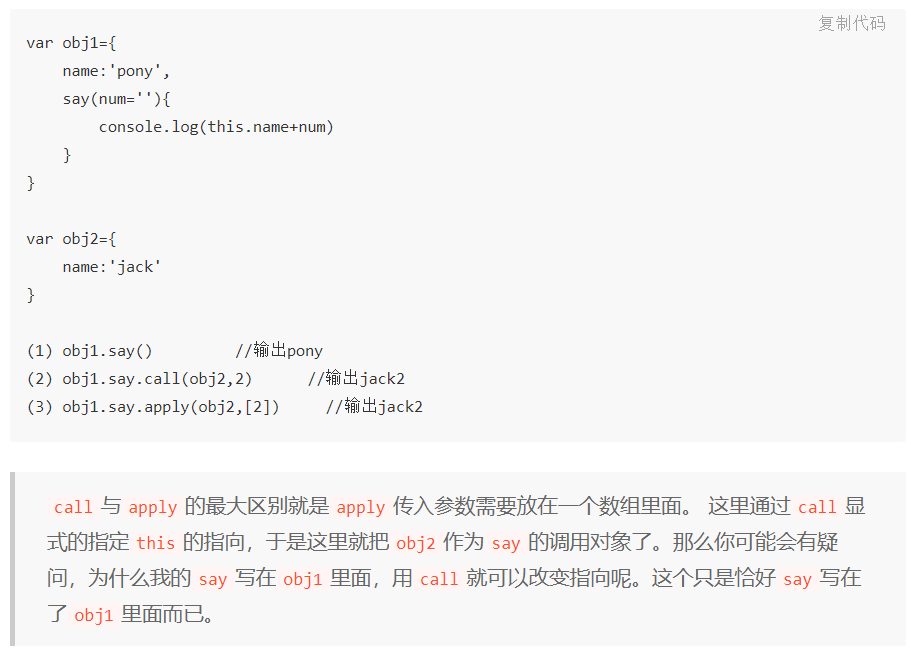 复制代码
var obj1={
    name:'pony',
    say(num=''){
        console.log(this.name+num)
    }
}
var obj2={
    name:'jack'
}
(1) obj1.say()         //输出pony
(2) obj1.say.call(obj2,2)      //输出jack2
(3) obj1.say.apply(obj2,[2])     //输出jack2
call 与 apply 的最大区别就是 apply 传入参数需要放在一个数组里面。 这里通过 call 显
式的指定 this 的指向，于是这里就把 obj2 作为 say 的调用对象了。那么你可能会有疑
问，为什么我的 say 写在 obj1 里面，用 call 就可以改变指向呢。这个只是恰好 say 写在
了 obj1 里面而已。